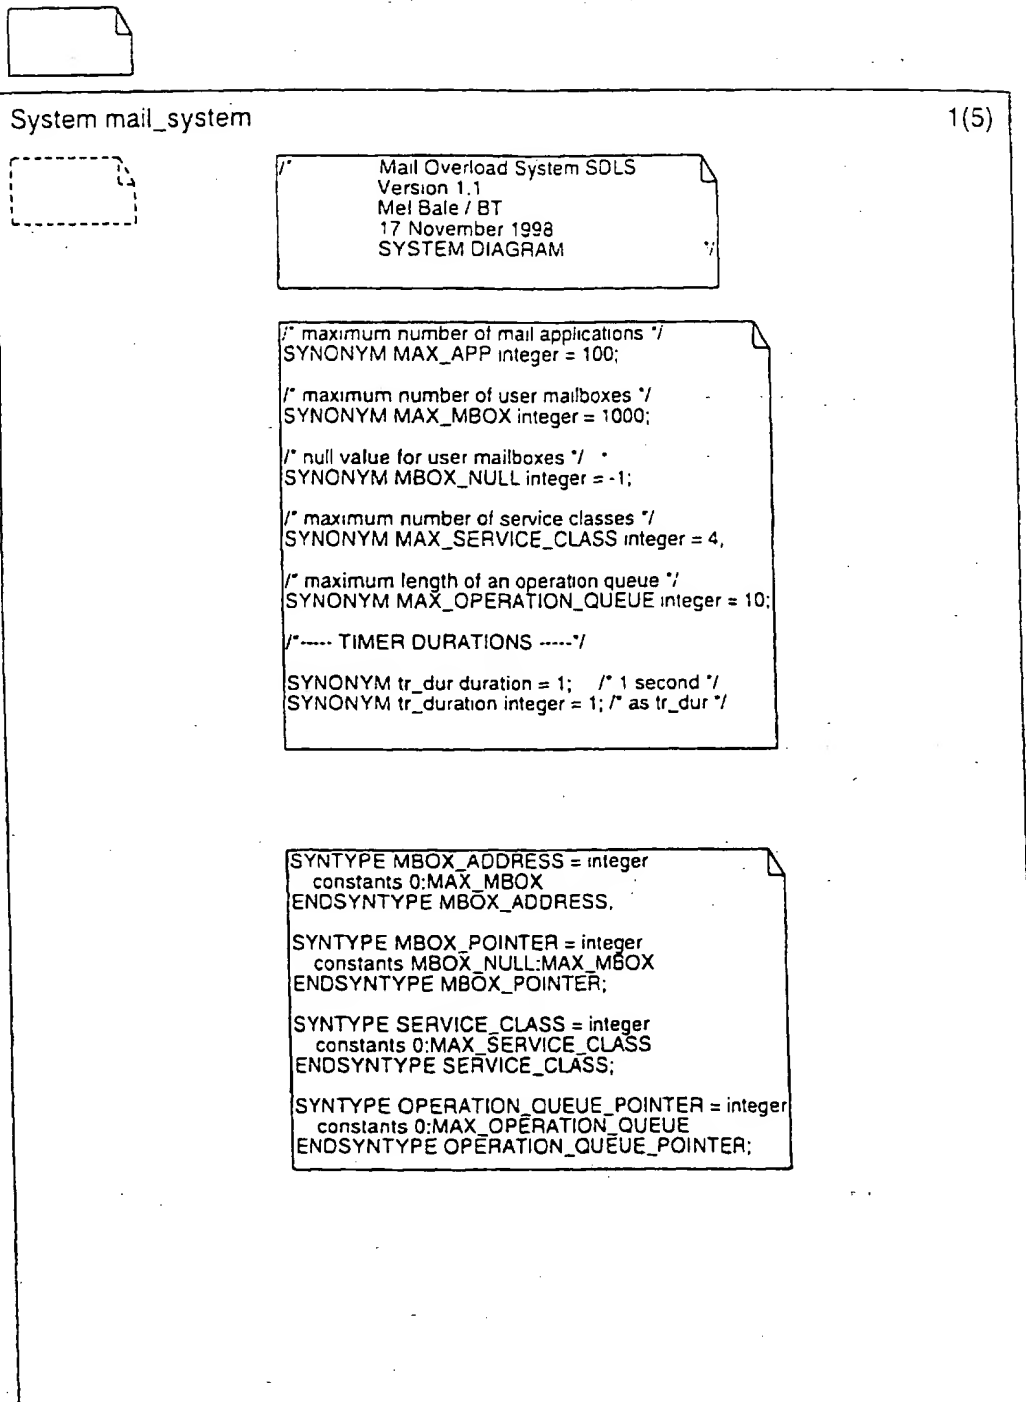 System mail_system
1(5)
/* Mail Overload System SDLS
Version 1.1
Mel Bale / BT
17 November 1998
SYSTEM DIAGRAM */
/* maximum number of mail applications */
SYNONYM MAX_APP integer = 100;
/* maximum number of user mailboxes */
SYNONYM MAX_MBOX integer = 1000;
/* null value for user mailboxes */
SYNONYM MBOX_NULL integer = -1;
/* maximum number of service classes */
SYNONYM MAX_SERVICE_CLASS integer = 4,
/* maximum length of an operation queue */
SYNONYM MAX_OPERATION_QUEUE integer = 10;
/*----- TIMER DURATIONS -----*/
SYNONYM tr_dur duration = 1; /* 1 second */
SYNONYM tr_duration integer = 1; /* as tr_dur */
SYNTYPE MBOX_ADDRESS = integer
constants 0:MAX_MBOX
ENDSYNTYPE MBOX_ADDRESS,
SYNTYPE MBOX_POINTER = integer
constants MBOX_NULL:MAX_MBOX
ENDSYNTYPE MBOX_POINTER;
SYNTYPE SERVICE_CLASS = integer
constants 0:MAX_SERVICE_CLASS
ENDSYNTYPE SERVICE_CLASS;
SYNTYPE OPERATION_QUEUE_POINTER = integer
constants 0:MAX_OPERATION_QUEUE
ENDSYNTYPE OPERATION_QUEUE_POINTER;